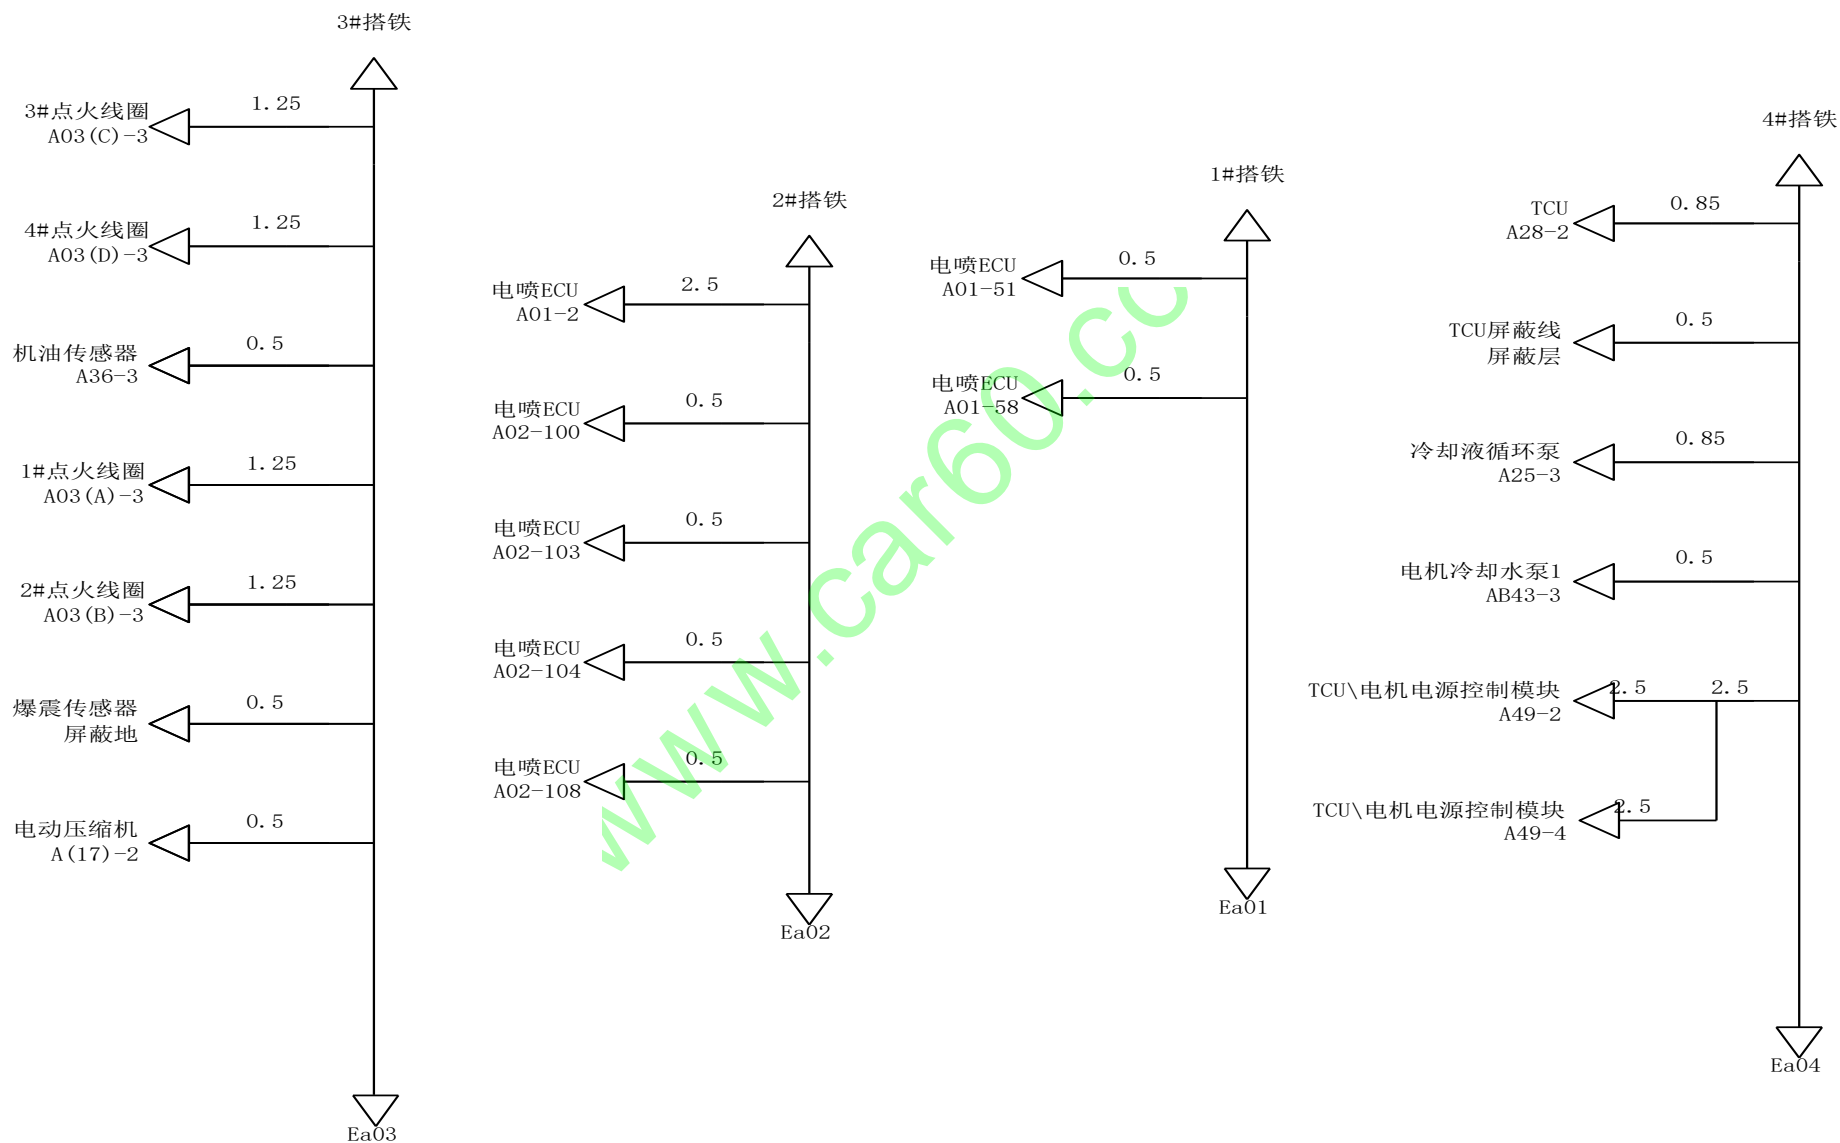 3#搭铁
1.25
3#点火线圈
A03(C)-3
1.25
4#点火线圈
A03(D)-3
0.5
机油传感器
A36-3
1.25
1#点火线圈
A03(A)-3
1.25
2#点火线圈
A03(B)-3
0.5
爆震传感器
屏蔽地
0.5
电动压缩机
A(17)-2
Ea03
2#搭铁
2.5
电喷ECU
A01-2
0.5
电喷ECU
A02-100
0.5
电喷ECU
A02-103
0.5
电喷ECU
A02-104
0.5
电喷ECU
A02-108
Ea02
1#搭铁
0.5
电喷ECU
A01-51
0.5
电喷ECU
A01-58
Ea01
4#搭铁
0.85
TCU
A28-2
0.5
TCU屏蔽线
屏蔽层
0.85
冷却液循环泵
A25-3
0.5
电机冷却水泵1
AB43-3
2.5
2.5
TCU\电机电源控制模块
A49-2
2.5
TCU\电机电源控制模块
A49-4
Ea04
www.car60.co